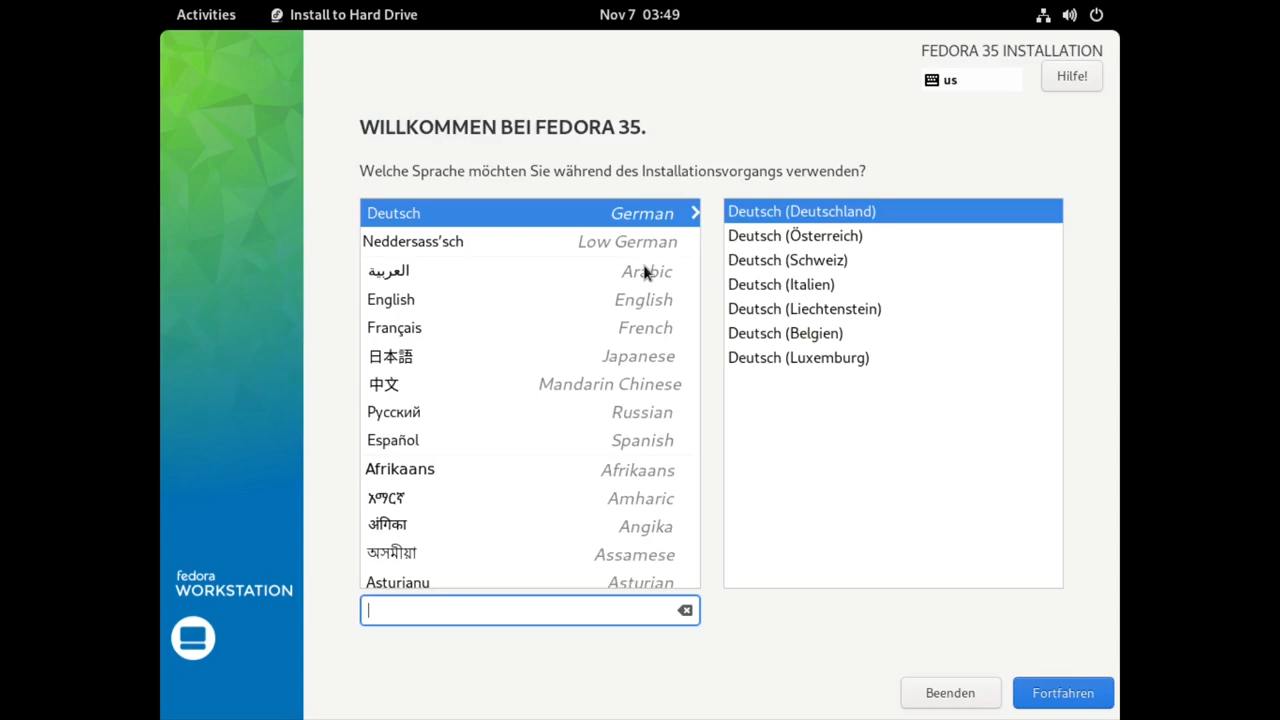 Activities Install to Hard Drive Nov 7 03:49
FEDORA 35 INSTALLATION
us Hilfe!
WILLKOMMEN BEI FEDORA 35.
Welche Sprache möchten Sie während des Installationsvorgangs verwenden?
Deutsch German
Neddersass'sch Low German
العربية Arabic
English English
Français French
日本語 Japanese
中文 Mandarin Chinese
Русский Russian
Español Spanish
Afrikaans Afrikaans
አማርኛ Amharic
अंगिका Angika
অসমীয়া Assamese
Asturianu Asturian
Deutsch (Deutschland)
Deutsch (Österreich)
Deutsch (Schweiz)
Deutsch (Italien)
Deutsch (Liechtenstein)
Deutsch (Belgien)
Deutsch (Luxemburg)
fedora
WORKSTATION
Beenden Fortfahren